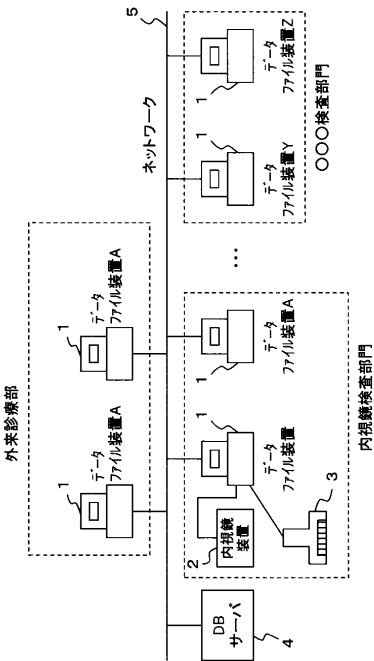 外来診療部
1
データ
ファイル装置A
1
データ
ファイル装置A
ネットワーク
5
DB
サーバ
4
2
内視鏡
装置
1
データ
ファイル装置
3
1
データ
ファイル装置A
内視鏡検査部門
…
1
データ
ファイル装置Y
1
データ
ファイル装置Z
○○○検査部門